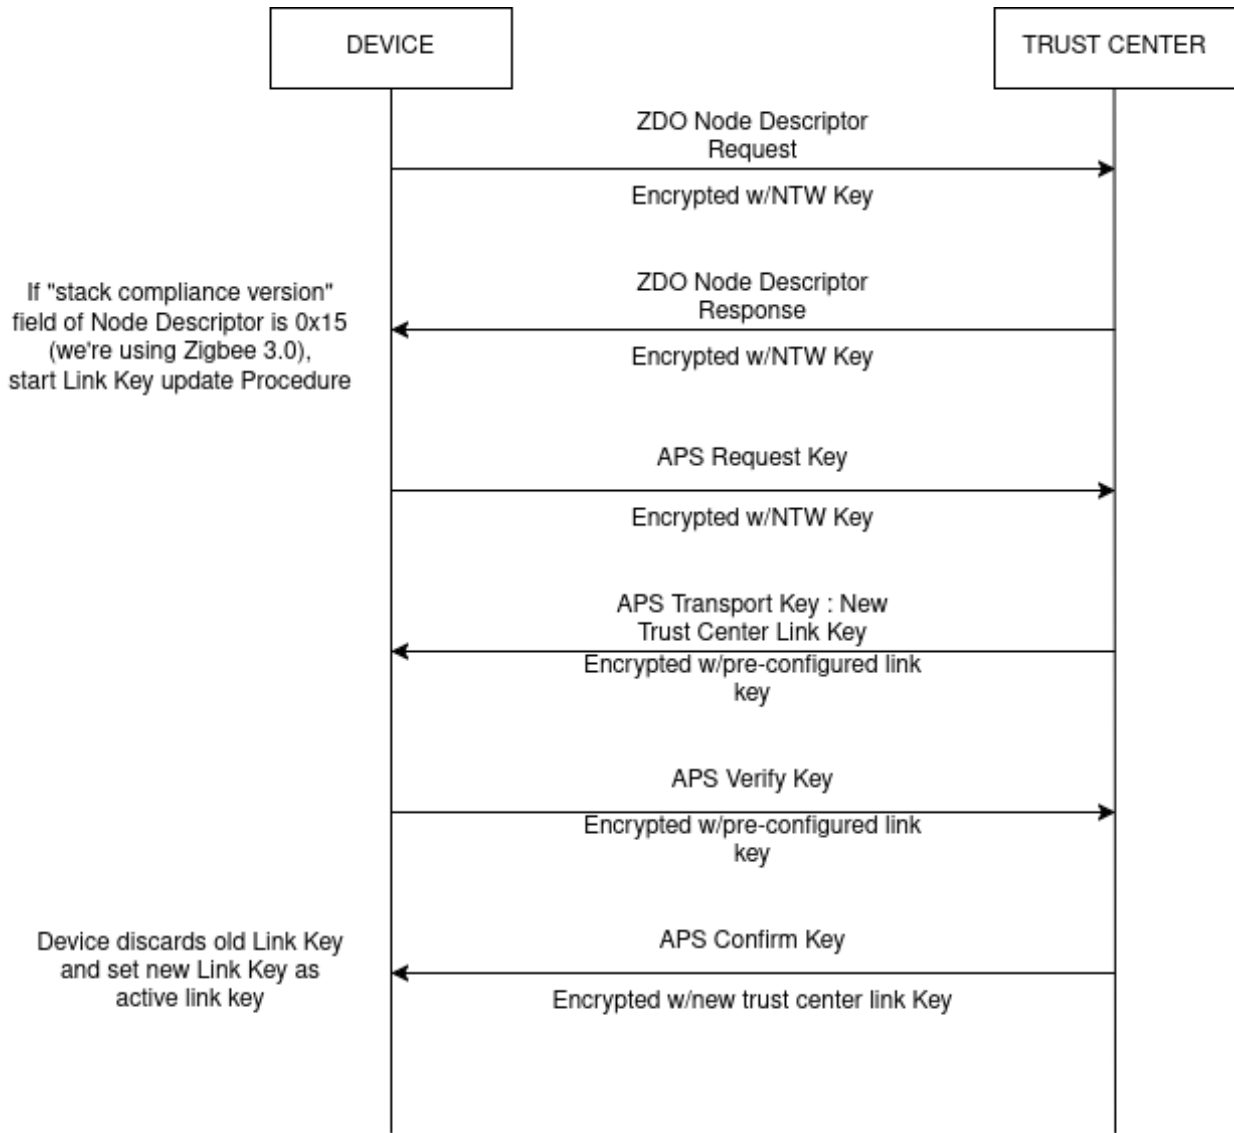 DEVICE
TRUST CENTER
ZDO Node Descriptor
Request
Encrypted w/NTW Key
If "stack compliance version"
field of Node Descriptor is 0x15
(we're using Zigbee 3.0),
start Link Key update Procedure
ZDO Node Descriptor
Response
Encrypted w/NTW Key
APS Request Key
Encrypted w/NTW Key
APS Transport Key : New
Trust Center Link Key
Encrypted w/pre-configured link
key
APS Verify Key
Encrypted w/pre-configured link
key
Device discards old Link Key
and set new Link Key as
active link key
APS Confirm Key
Encrypted w/new trust center link Key